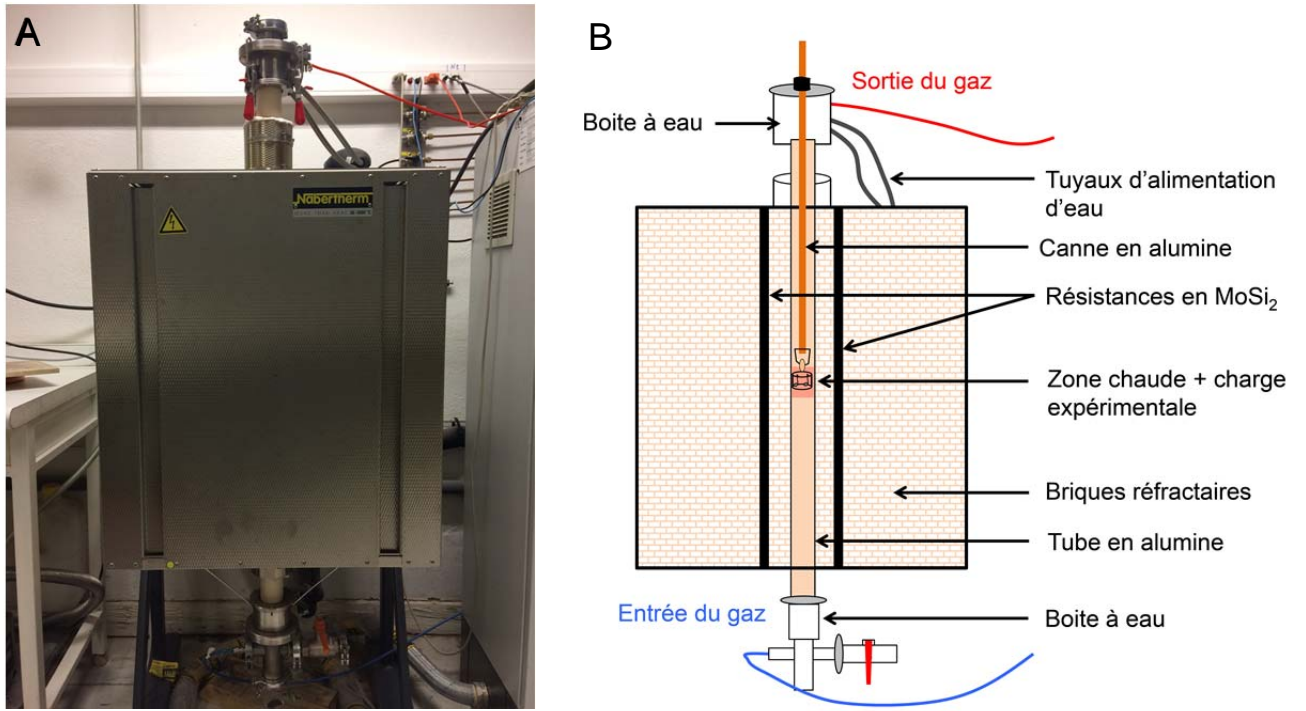 A
Nabertherm
B
Sortie du gaz
Boite à eau
Tuyaux d'alimentation
d'eau
Canne en alumine
Résistances en MoSi₂
Zone chaude + charge
expérimentale
Briques réfractaires
Tube en alumine
Entrée du gaz
Boite à eau